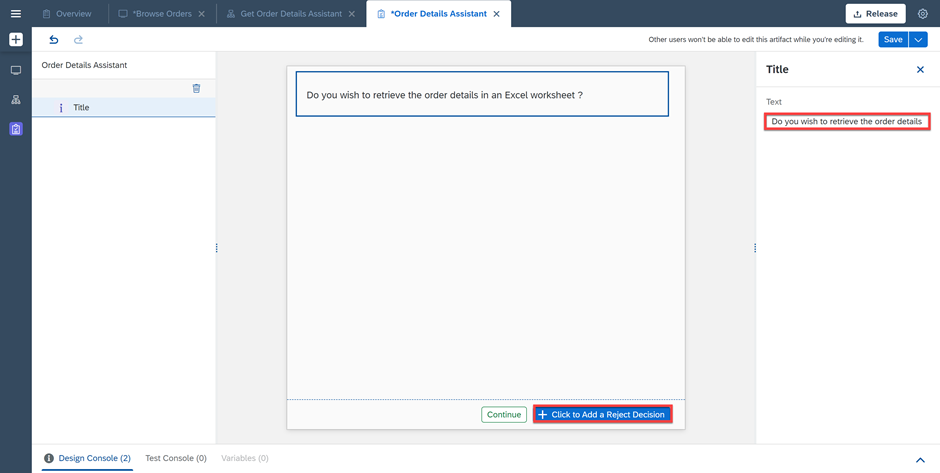 Overview
*Browse Orders
Get Order Details Assistant
*Order Details Assistant
Release
Other users won't be able to edit this artifact while you're editing it.
Save
Order Details Assistant
Title
Do you wish to retrieve the order details in an Excel worksheet ?
Continue
Click to Add a Reject Decision
Title
Text
Do you wish to retrieve the order details
Design Console (2)
Test Console (0)
Variables (0)